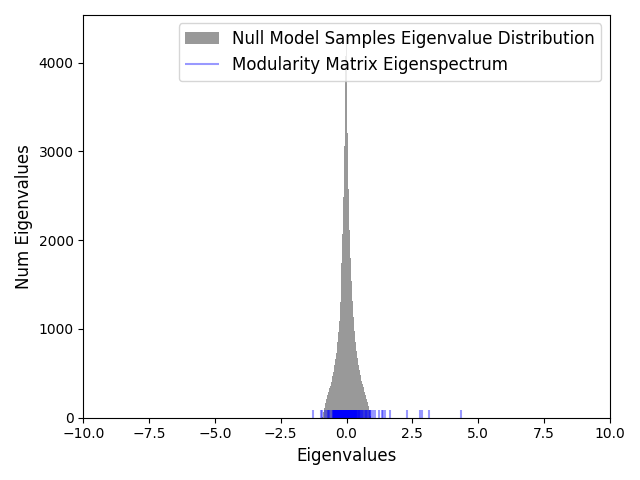 Null Model Samples Eigenvalue Distribution
Modularity Matrix Eigenspectrum
4000
3000
2000
1000
0
Num Eigenvalues
−10.0 −7.5 −5.0 −2.5 0.0 2.5 5.0 7.5 10.0
Eigenvalues